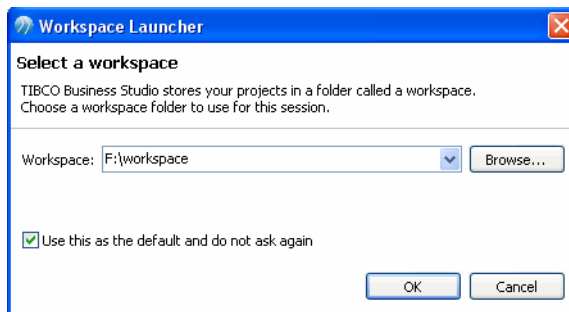 Workspace Launcher
Select a workspace
TIBCO Business Studio stores your projects in a folder called a workspace.
Choose a workspace folder to use for this session.
Workspace: F:\workspace Browse...
Use this as the default and do not ask again
OK Cancel